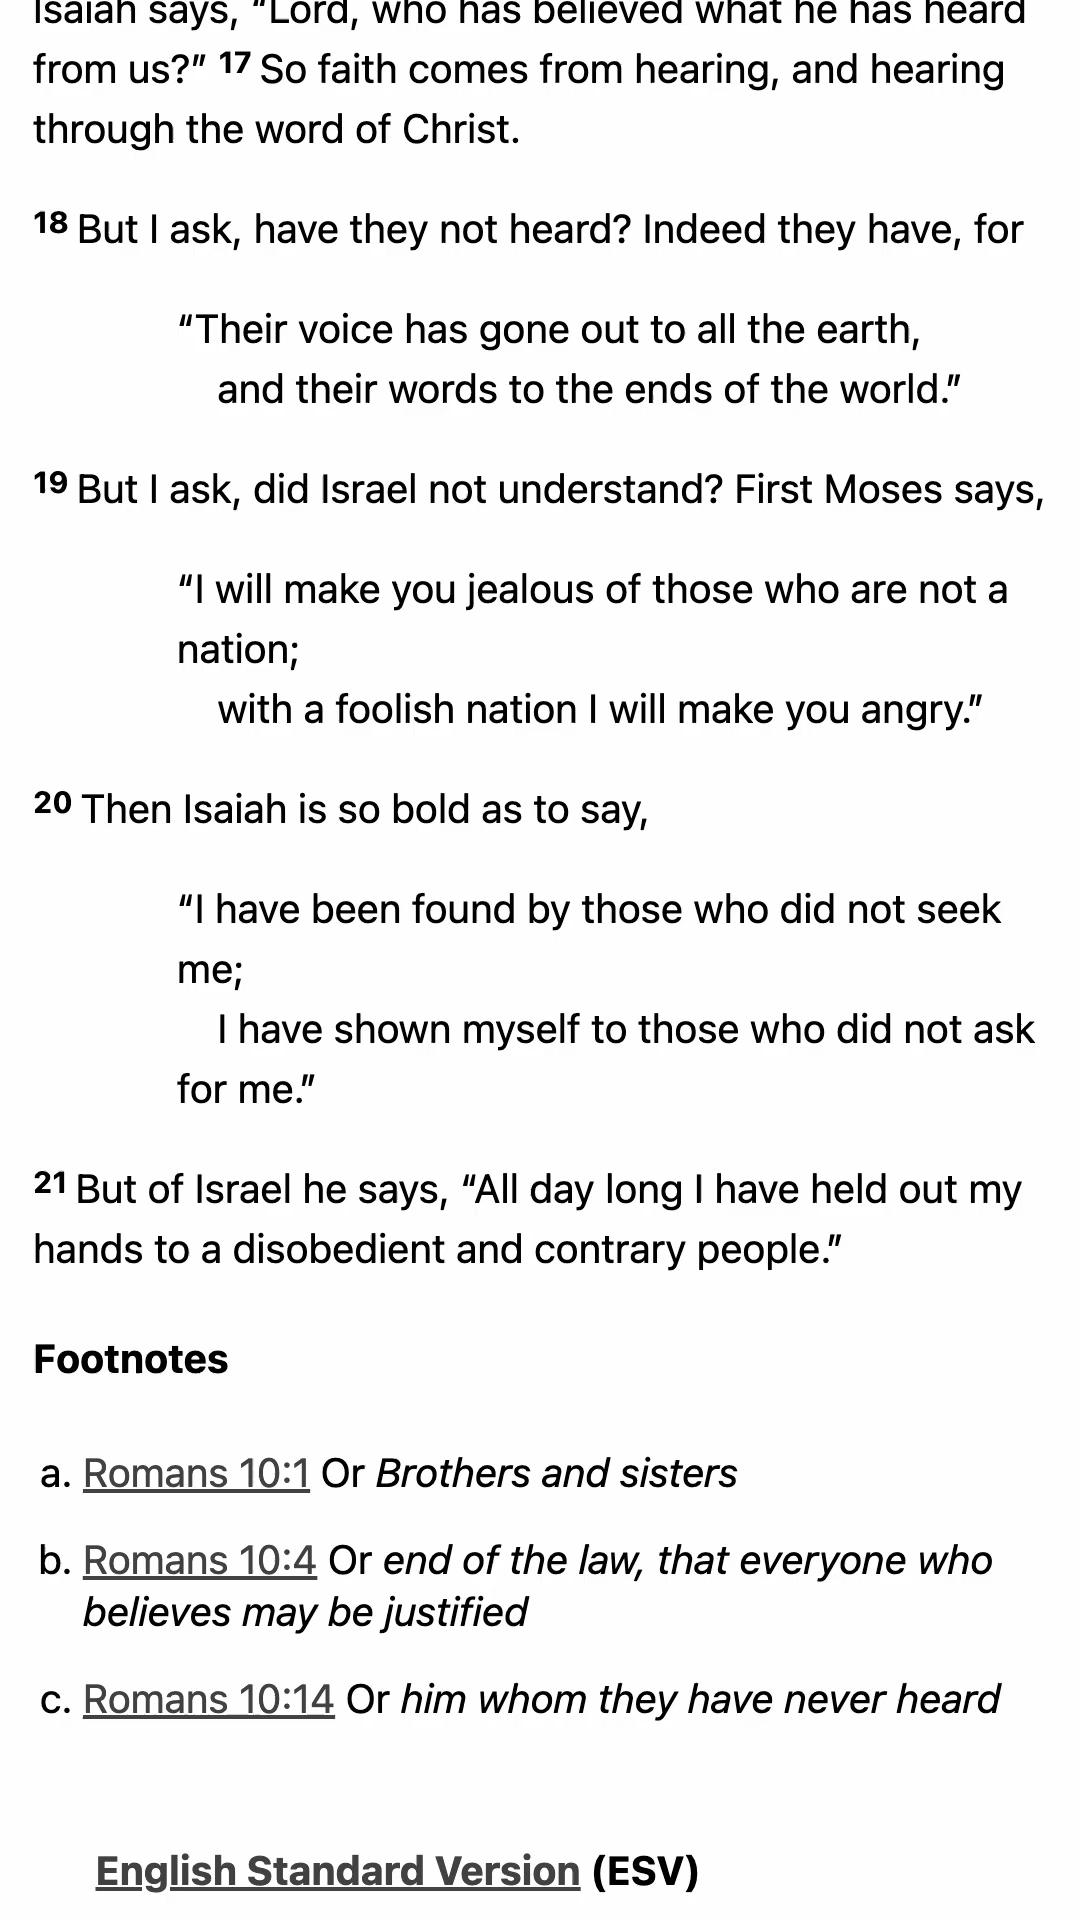 Isaiah says, “Lord, who has believed what he has heard
from us?” 17 So faith comes from hearing, and hearing
through the word of Christ.
18 But I ask, have they not heard? Indeed they have, for
“Their voice has gone out to all the earth,
and their words to the ends of the world.”
19 But I ask, did Israel not understand? First Moses says,
“I will make you jealous of those who are not a
nation;
with a foolish nation I will make you angry.”
20 Then Isaiah is so bold as to say,
“I have been found by those who did not seek
me;
I have shown myself to those who did not ask
for me.”
21 But of Israel he says, “All day long I have held out my
hands to a disobedient and contrary people.”
Footnotes
a. Romans 10:1 Or Brothers and sisters
b. Romans 10:4 Or end of the law, that everyone who
believes may be justified
c. Romans 10:14 Or him whom they have never heard
English Standard Version (ESV)